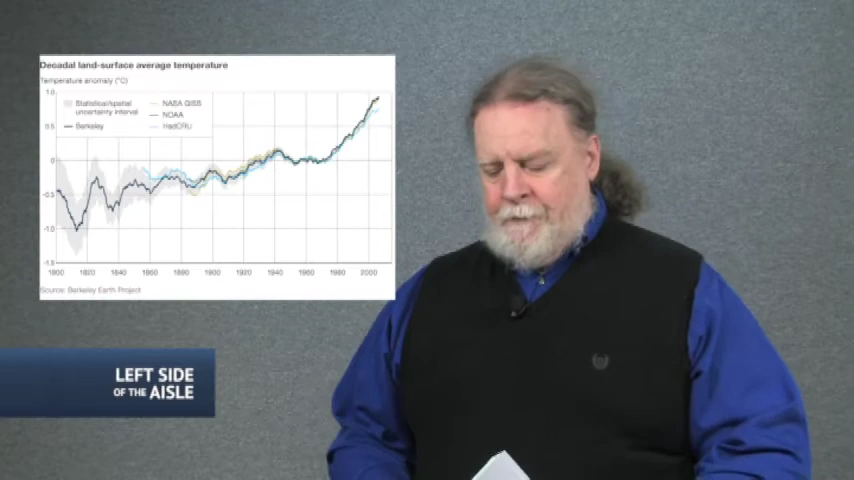 Decadal land-surface average temperature
Temperature anomaly (°C)
1.0
0.5
0
-0.5
-1.0
-1.5
Statistical/spatial
uncertainty interval
Berkeley
NASA GISS
NOAA
HadCRU
1800 1820 1840 1860 1880 1900 1920 1940 1960 1980 2000
Source: Berkeley Earth Project
LEFT SIDE
OF THE AISLE